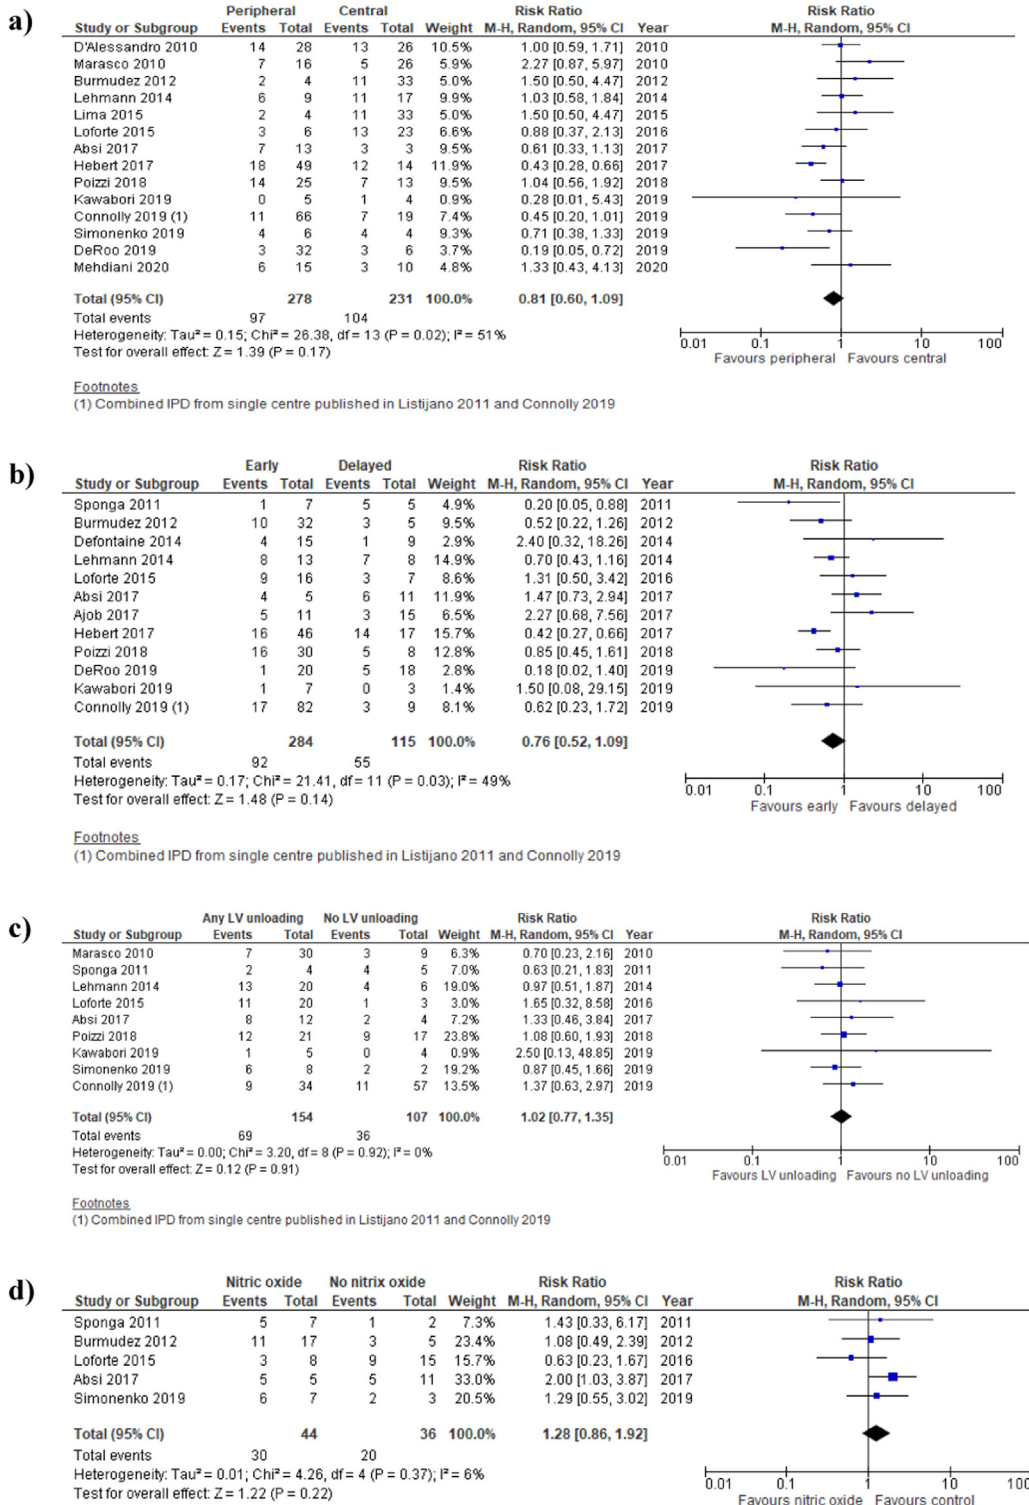 a)
Peripheral Central Risk Ratio Risk Ratio
Study or Subgroup Events Total Events Total Weight M-H, Random, 95% CI Year M-H, Random, 95% CI
D'Alessandro 2010 14 28 13 26 10.5% 1.00 [0.59, 1.71] 2010
Marasco 2010 7 16 5 26 5.9% 2.27 [0.87, 5.97] 2010
Burmudez 2012 2 4 11 33 5.0% 1.50 [0.50, 4.47] 2012
Lehmann 2014 6 9 11 17 9.9% 1.03 [0.58, 1.84] 2014
Lima 2015 2 4 11 33 5.0% 1.50 [0.50, 4.47] 2015
Loforte 2015 3 6 13 23 6.6% 0.88 [0.37, 2.13] 2016
Absi 2017 7 13 3 3 9.5% 0.61 [0.33, 1.13] 2017
Hebert 2017 18 49 12 14 11.9% 0.43 [0.28, 0.66] 2017
Poizzi 2018 14 25 7 13 9.5% 1.04 [0.56, 1.92] 2018
Kawabori 2019 0 5 1 4 0.9% 0.28 [0.01, 5.43] 2019
Connolly 2019 (1) 11 66 7 19 7.4% 0.45 [0.20, 1.01] 2019
Simonenko 2019 4 6 4 4 9.3% 0.71 [0.38, 1.33] 2019
DeRoo 2019 3 32 3 6 3.7% 0.19 [0.05, 0.72] 2019
Mehdiani 2020 6 15 3 10 4.8% 1.33 [0.43, 4.13] 2020
Total (95% CI) 278 231 100.0% 0.81 [0.60, 1.09]
Total events 97 104
Heterogeneity: Tau² = 0.15; Chi² = 26.38, df = 13 (P = 0.02); I² = 51%
Test for overall effect: Z = 1.39 (P = 0.17)
0.01 0.1 1 10 100
Favours peripheral Favours central
Footnotes
(1) Combined IPD from single centre published in Listijano 2011 and Connolly 2019
b)
Early Delayed Risk Ratio Risk Ratio
Study or Subgroup Events Total Events Total Weight M-H, Random, 95% CI Year M-H, Random, 95% CI
Sponga 2011 1 7 5 5 4.9% 0.20 [0.05, 0.88] 2011
Burmudez 2012 10 32 3 5 9.5% 0.52 [0.22, 1.26] 2012
Defontaine 2014 4 15 1 9 2.9% 2.40 [0.32, 18.26] 2014
Lehmann 2014 8 13 7 8 14.9% 0.70 [0.43, 1.16] 2014
Loforte 2015 9 16 3 7 8.6% 1.31 [0.50, 3.42] 2016
Absi 2017 4 5 6 11 11.9% 1.47 [0.73, 2.94] 2017
Ajob 2017 5 11 3 15 6.4% 2.27 [0.68, 7.56] 2017
Hebert 2017 16 46 14 17 15.7% 0.42 [0.27, 0.66] 2017
Poizzi 2018 16 30 5 8 12.9% 0.85 [0.45, 1.61] 2018
DeRoo 2019 1 20 5 18 2.8% 0.18 [0.02, 1.40] 2019
Kawabori 2019 1 7 0 3 1.4% 1.50 [0.08, 29.15] 2019
Connolly 2019 (1) 17 82 3 9 8.1% 0.62 [0.23, 1.72] 2019
Total (95% CI) 284 115 100.0% 0.76 [0.52, 1.09]
Total events 92 55
Heterogeneity: Tau² = 0.17; Chi² = 21.41, df = 11 (P = 0.03); I² = 49%
Test for overall effect: Z = 1.48 (P = 0.14)
0.01 0.1 1 10 100
Favours early Favours delayed
Footnotes
(1) Combined IPD from single centre published in Listijano 2011 and Connolly 2019
c)
Any LV unloading No LV unloading Risk Ratio Risk Ratio
Study or Subgroup Events Total Events Total Weight M-H, Random, 95% CI Year M-H, Random, 95% CI
Marasco 2010 7 30 3 9 6.3% 0.70 [0.23, 2.16] 2010
Sponga 2011 2 4 4 5 7.0% 0.63 [0.21, 1.83] 2011
Lehmann 2014 13 20 4 6 19.0% 0.97 [0.51, 1.87] 2014
Loforte 2015 11 20 1 3 3.0% 1.65 [0.32, 8.58] 2016
Absi 2017 8 12 2 4 7.2% 1.33 [0.46, 3.84] 2017
Poizzi 2018 12 21 9 17 23.8% 1.08 [0.60, 1.93] 2018
Kawabori 2019 1 5 0 4 0.9% 2.50 [0.13, 48.85] 2019
Simonenko 2019 6 8 2 2 19.2% 0.87 [0.45, 1.66] 2019
Connolly 2019 (1) 9 34 11 57 13.5% 1.37 [0.63, 2.97] 2019
Total (95% CI) 154 107 100.0% 1.02 [0.77, 1.35]
Total events 69 36
Heterogeneity: Tau² = 0.00; Chi² = 3.20, df = 8 (P = 0.92); I² = 0%
Test for overall effect: Z = 0.12 (P = 0.91)
0.01 0.1 1 10 100
Favours LV unloading Favours no LV unloading
Footnotes
(1) Combined IPD from single centre published in Listijano 2011 and Connolly 2019
d)
Nitric oxide No nitrix oxide Risk Ratio Risk Ratio
Study or Subgroup Events Total Events Total Weight M-H, Random, 95% CI Year M-H, Random, 95% CI
Sponga 2011 5 7 1 2 7.3% 1.43 [0.33, 6.17] 2011
Burmudez 2012 11 17 3 5 23.4% 1.08 [0.49, 2.39] 2012
Loforte 2015 3 8 9 15 15.7% 0.63 [0.23, 1.67] 2016
Absi 2017 5 5 5 11 33.0% 2.00 [1.03, 3.87] 2017
Simonenko 2019 6 7 2 3 20.5% 1.29 [0.55, 3.02] 2019
Total (95% CI) 44 36 100.0% 1.28 [0.86, 1.92]
Total events 30 20
Heterogeneity: Tau² = 0.01; Chi² = 4.26, df = 4 (P = 0.37); I² = 6%
Test for overall effect: Z = 1.22 (P = 0.22)
0.01 0.1 1 10 100
Favours nitric oxide Favours control